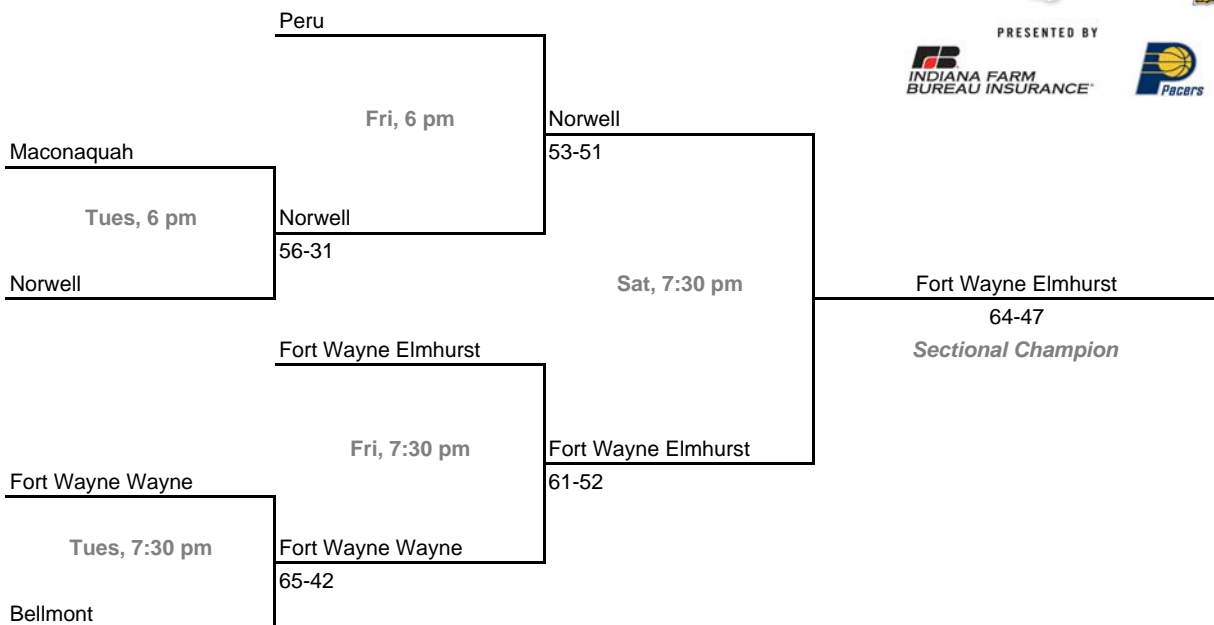 Peru
PRESENTED BY
INDIANA FARM
BUREAU INSURANCE
Pacers
Fri, 6 pm
Norwell
53-51
Maconaquah
Tues, 6 pm
Norwell
56-31
Norwell
Sat, 7:30 pm
Fort Wayne Elmhurst
64-47
Sectional Champion
Fort Wayne Elmhurst
Fri, 7:30 pm
Fort Wayne Elmhurst
61-52
Fort Wayne Wayne
Tues, 7:30 pm
Fort Wayne Wayne
65-42
Bellmont